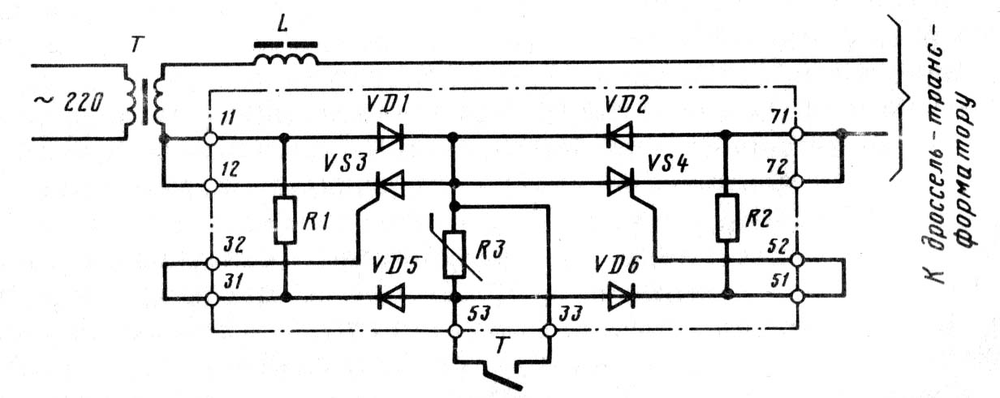 L
T
~ 220
11
VD1
VD2
71
12
VS3
VS4
72
R1
R3
R2
32
VD5
VD6
52
31
53
33
51
T
К дроссель-транс-
форматору